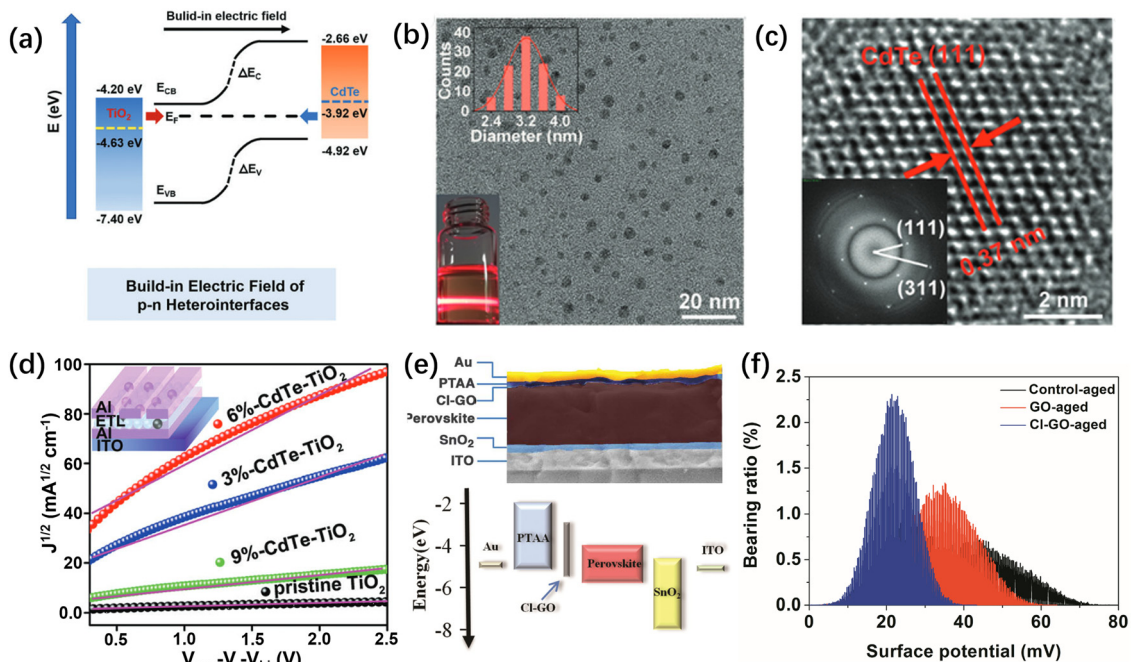 (a)
Bulid-in electric field
E (eV)
-4.20 eV
TiO2
-4.63 eV
-7.40 eV
ECB
EF
EVB
ΔEC
ΔEV
-2.66 eV
CdTe
-3.92 eV
-4.92 eV
Build-in Electric Field of
p-n Heterointerfaces
(b)
Counts
40
30
20
10
0
2.4 3.2 4.0
Diameter (nm)
20 nm
(c)
CdTe (111)
0.37 nm
(111)
(311)
2 nm
(d)
J1/2 (mA1/2 cm-1)
100
80
60
40
20
0.0
Al
ETL
Al
ITO
6%-CdTe-TiO2
3%-CdTe-TiO2
9%-CdTe-TiO2
pristine TiO2
0.5 1.0 1.5 2.0 2.5
(V)
(e)
Au
PTAA
Cl-GO
Perovskite
SnO2
ITO
Energy(eV)
-2
-4
-6
-8
Au
PTAA
Cl-GO
Perovskite
SnO2
ITO
(f)
Bearing ratio (%)
2.5
2.0
1.5
1.0
0.5
0.0
Control-aged
GO-aged
Cl-GO-aged
0 20 40 60 80
Surface potential (mV)